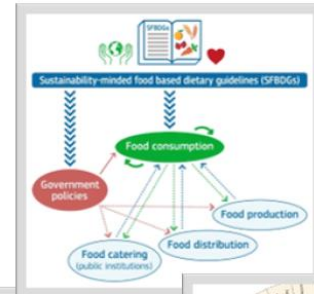 SFBDGs
Sustainability-minded food based dietary guidelines (SFBDGs)
Food consumption
Government
policies
Food production
Food distribution
Food catering
(public institutions)